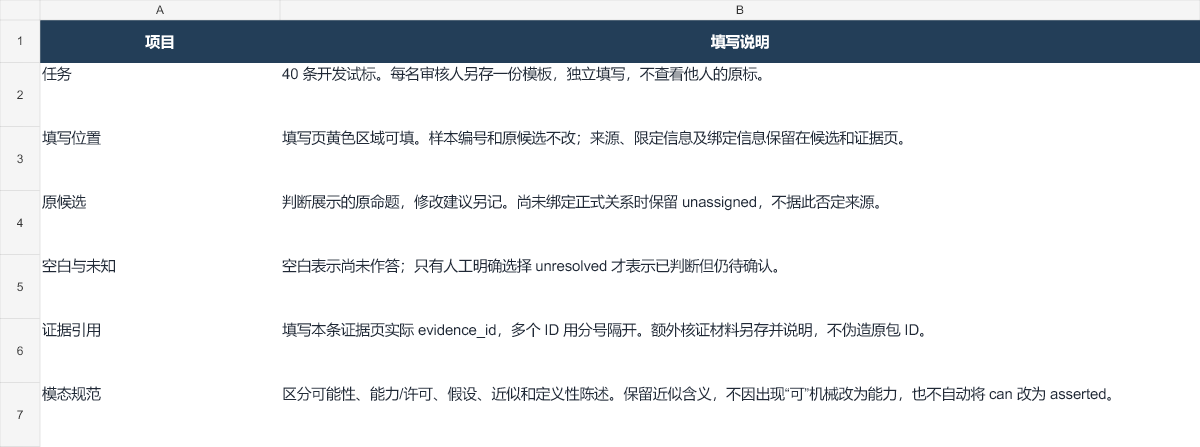 A B
1 项目 填写说明
2 任务 40 条开发试标。每名审核人另存一份模板，独立填写，不查看他人的原标。
3 填写位置 填写页黄色区域可填。样本编号和原候选不改；来源、限定信息及绑定信息保留在候选和证据页。
4 原候选 判断展示的原命题，修改建议另记。尚未绑定正式关系时保留 unassigned，不据此否定来源。
5 空白与未知 空白表示尚未作答；只有人工明确选择 unresolved 才表示已判断但仍待确认。
6 证据引用 填写本条证据页实际 evidence_id，多个 ID 用分号隔开。额外核证材料另存并说明，不伪造原包 ID。
7 模态规范 区分可能性、能力/许可、假设、近似和定义性陈述。保留近似含义，不因出现“可”机械改为能力，也不自动将 can 改为 asserted。